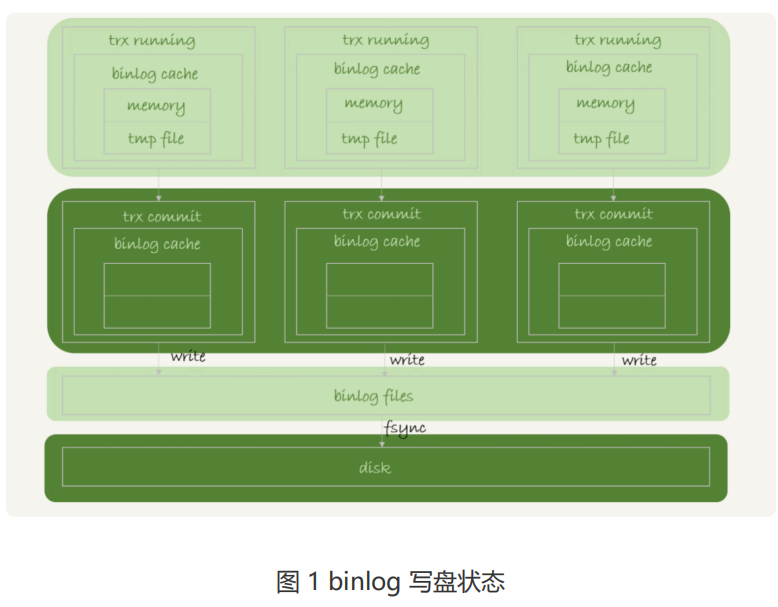 trx running
trx running
trx running
binlog cache
binlog cache
binlog cache
memory
memory
memory
tmp file
tmp file
tmp file
trx commit
trx commit
trx commit
binlog cache
binlog cache
binlog cache
write
write
write
binlog files
fsync
disk
图 1 binlog 写盘状态